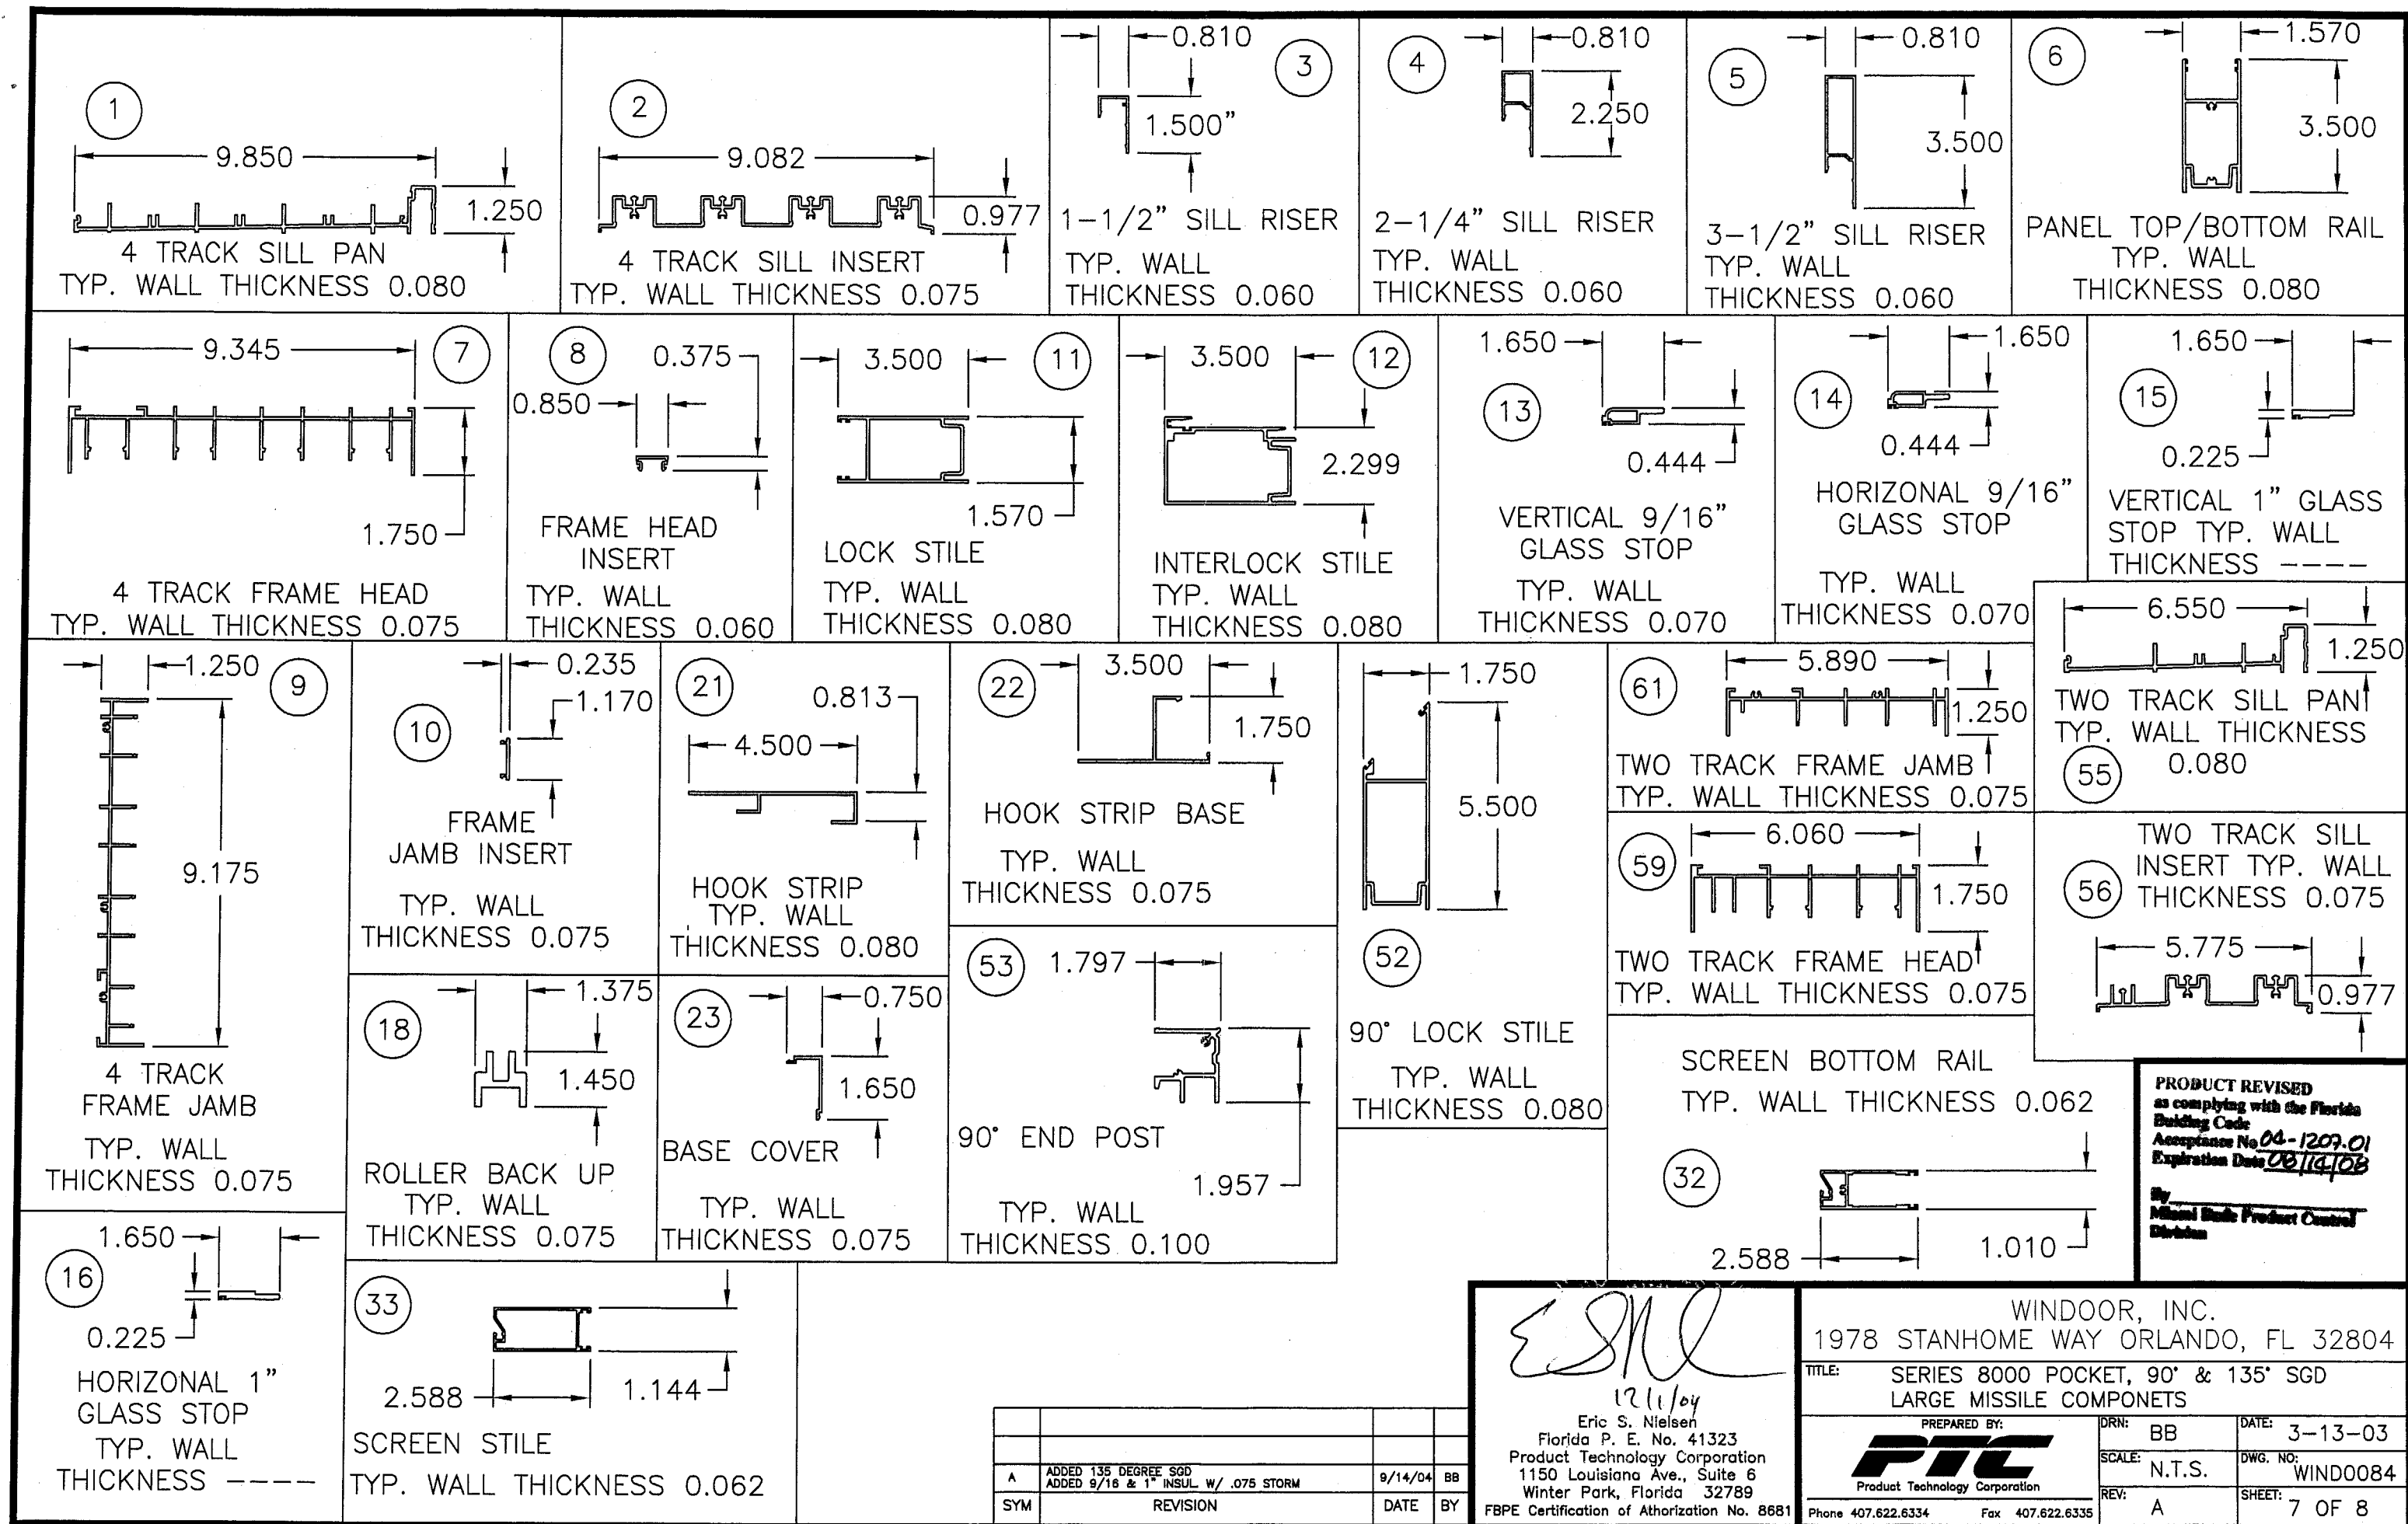 1
9.850
1.250
4 TRACK SILL PAN
TYP. WALL THICKNESS 0.080
2
9.082
0.977
4 TRACK SILL INSERT
TYP. WALL THICKNESS 0.075
0.810
3
1.500"
1-1/2" SILL RISER
TYP. WALL
THICKNESS 0.060
4
0.810
2.250
2-1/4" SILL RISER
TYP. WALL
THICKNESS 0.060
0.810
5
3.500
3-1/2" SILL RISER
TYP. WALL
THICKNESS 0.060
6
1.570
3.500
PANEL TOP/BOTTOM RAIL
TYP. WALL
THICKNESS 0.080
9.345
7
1.750
4 TRACK FRAME HEAD
TYP. WALL THICKNESS 0.075
8
0.375
0.850
FRAME HEAD
INSERT
TYP. WALL
THICKNESS 0.060
3.500
11
1.570
LOCK STILE
TYP. WALL
THICKNESS 0.080
3.500
12
2.299
INTERLOCK STILE
TYP. WALL
THICKNESS 0.080
1.650
13
0.444
VERTICAL 9/16"
GLASS STOP
TYP. WALL
THICKNESS 0.070
1.650
14
0.444
HORIZONAL 9/16"
GLASS STOP
TYP. WALL
THICKNESS 0.070
1.650
15
0.225
VERTICAL 1" GLASS
STOP TYP. WALL
THICKNESS ----
1.250
9
9.175
4 TRACK
FRAME JAMB
TYP. WALL
THICKNESS 0.075
0.235
1.170
10
FRAME
JAMB INSERT
TYP. WALL
THICKNESS 0.075
21
0.813
4.500
HOOK STRIP
TYP. WALL
THICKNESS 0.080
22
3.500
1.750
HOOK STRIP BASE
TYP. WALL
THICKNESS 0.075
1.750
5.500
52
90° LOCK STILE
TYP. WALL
THICKNESS 0.080
61
5.890
1.250
TWO TRACK FRAME JAMB
TYP. WALL THICKNESS 0.075
6.550
1.250
TWO TRACK SILL PAN
TYP. WALL THICKNESS
0.080
55
59
6.060
1.750
TWO TRACK FRAME HEAD
TYP. WALL THICKNESS 0.075
TWO TRACK SILL
INSERT TYP. WALL
THICKNESS 0.075
56
5.775
0.977
18
1.375
1.450
ROLLER BACK UP
TYP. WALL
THICKNESS 0.075
23
0.750
1.650
BASE COVER
TYP. WALL
THICKNESS 0.075
53
1.797
90° END POST
1.957
TYP. WALL
THICKNESS 0.100
SCREEN BOTTOM RAIL
TYP. WALL THICKNESS 0.062
32
2.588
1.010
PRODUCT REVISED
as complying with the Florida
Building Code
Acceptance No 04-1207.01
Expiration Date 08/14/08
By
Miami Dade Product Control
Division
1.650
16
0.225
HORIZONAL 1"
GLASS STOP
TYP. WALL
THICKNESS ----
33
2.588
1.144
SCREEN STILE
TYP. WALL THICKNESS 0.062
A ADDED 135 DEGREE SGD
ADDED 9/16 & 1" INSUL W/ .075 STORM 9/14/04 BB
SYM REVISION DATE BY
12/1/04
Eric S. Nielsen
Florida P. E. No. 41323
Product Technology Corporation
1150 Louisiana Ave., Suite 6
Winter Park, Florida 32789
FBPE Certification of Athorization No. 8681
WINDOOR, INC.
1978 STANHOME WAY ORLANDO, FL 32804
TITLE: SERIES 8000 POCKET, 90° & 135° SGD
LARGE MISSILE COMPONETS
PREPARED BY:
PTC
Product Technology Corporation
Phone 407.622.6334 Fax 407.622.6335
DRN: BB
DATE: 3-13-03
SCALE: N.T.S.
DWG. NO: WIND0084
REV: A
SHEET: 7 OF 8